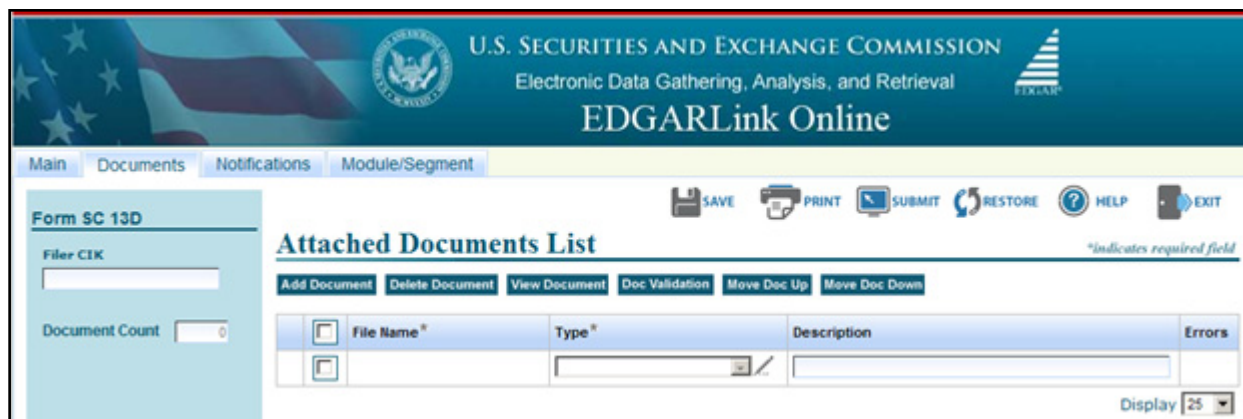 U.S. SECURITIES AND EXCHANGE COMMISSION
Electronic Data Gathering, Analysis, and Retrieval
EDGAR®
EDGARLink Online
Main Documents Notifications Module/Segment
SAVE PRINT SUBMIT RESTORE HELP EXIT
Form SC 13D
Attached Documents List
*indicates required field
Filer CIK
Add Document Delete Document View Document Doc Validation Move Doc Up Move Doc Down
Document Count 0
File Name* Type* Description Errors
Display 25